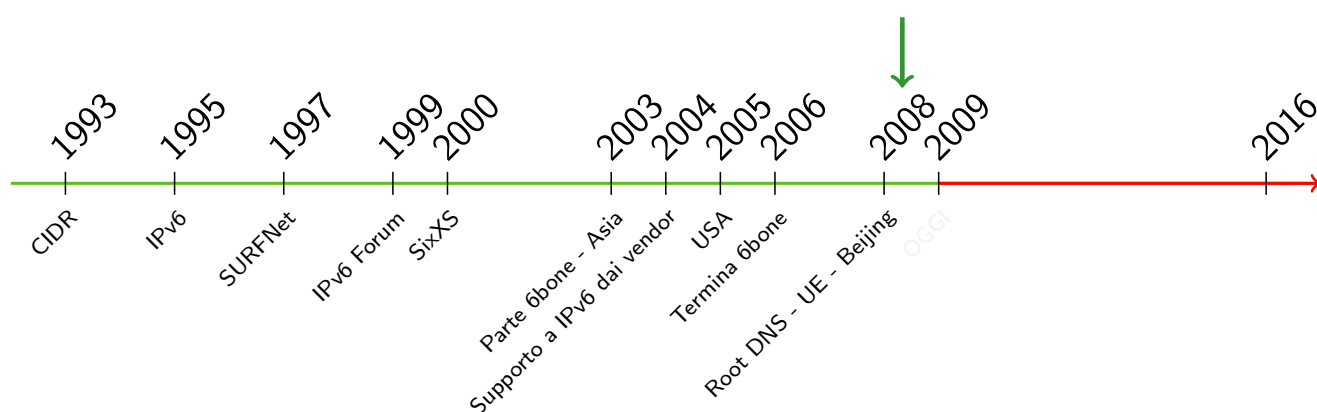 1993
1995
1997
1999
2000
2003
2004
2005
2006
2008
2009
2016
CIDR
IPv6
SURFNet
IPv6 Forum
SixXS
Parte 6bone - Asia
Supporto a IPv6 dai vendor
USA
Termina 6bone
Root DNS - UE - Beijing
OGGI